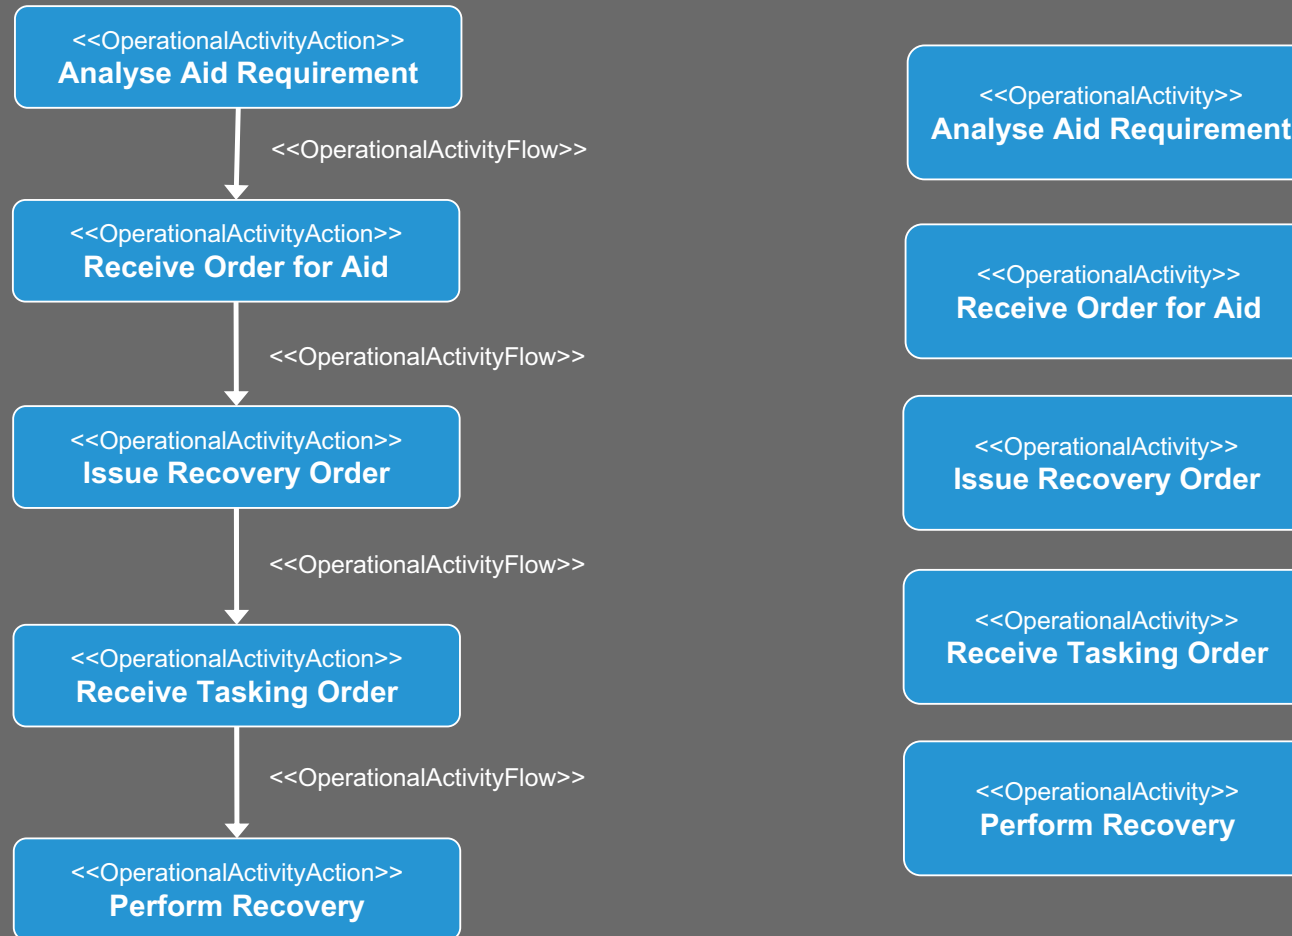 <<OperationalActivityAction>>
Analyse Aid Requirement
<<OperationalActivityFlow>>
<<OperationalActivityAction>>
Receive Order for Aid
<<OperationalActivityFlow>>
<<OperationalActivityAction>>
Issue Recovery Order
<<OperationalActivityFlow>>
<<OperationalActivityAction>>
Receive Tasking Order
<<OperationalActivityFlow>>
<<OperationalActivityAction>>
Perform Recovery
<<OperationalActivity>>
Analyse Aid Requirement
<<OperationalActivity>>
Receive Order for Aid
<<OperationalActivity>>
Issue Recovery Order
<<OperationalActivity>>
Receive Tasking Order
<<OperationalActivity>>
Perform Recovery